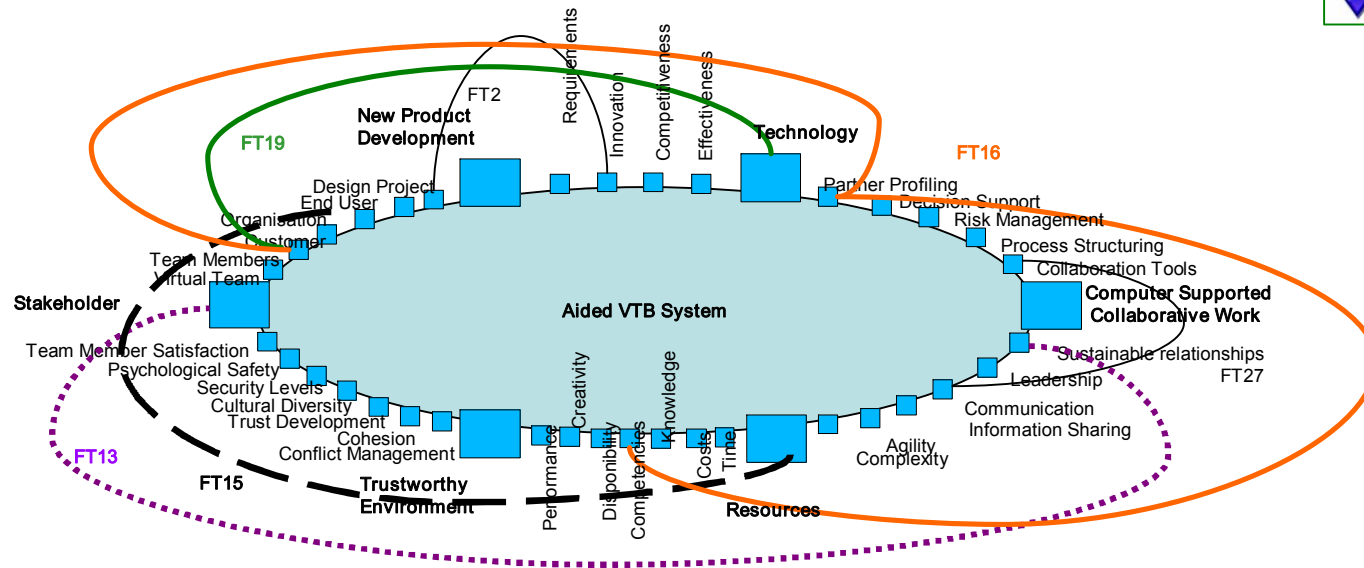 Requirements
Innovation
Competitiveness
Effectiveness
FT2
New Product
Development
Technology
FT19
FT16
Design Project
End User
Organisation
Customer
Team Members
Virtual Team
Stakeholder
Partner Profiling
Decision Support
Risk Management
Process Structuring
Collaboration Tools
Computer Supported
Collaborative Work
Aided VTB System
Sustainable relationships
FT27
Leadership
Communication
Information Sharing
Agility
Complexity
Team Member Satisfaction
Psychological Safety
Security Levels
Cultural Diversity
Trust Development
Cohesion
Conflict Management
FT13
FT15
Trustworthy
Environment
Performance
Creativity
Disponibility
Competencies
Knowledge
Costs
Time
Resources